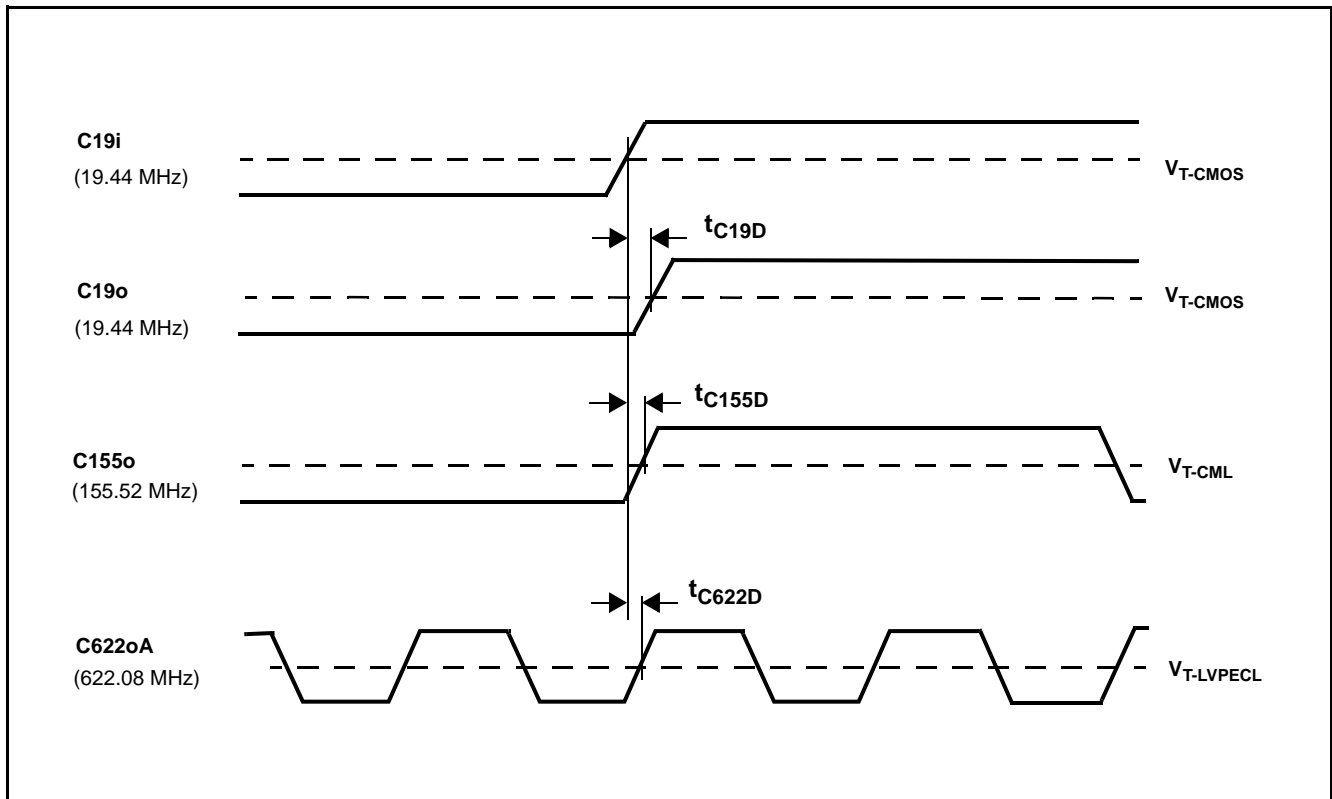 C19i
(19.44 MHz)
VT-CMOS
tC19D
C19o
(19.44 MHz)
VT-CMOS
tC155D
C155o
(155.52 MHz)
VT-CML
tC622D
C622oA
(622.08 MHz)
VT-LVPECL